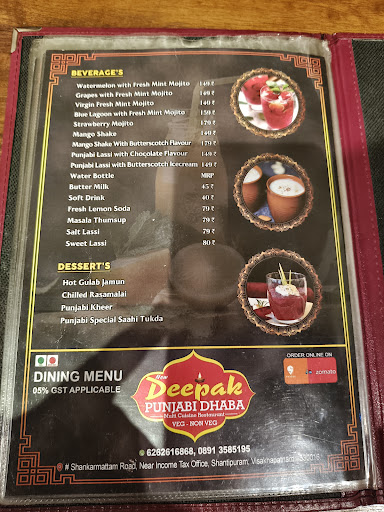 BEVERAGE'S
Watermelon with Fresh Mint Mojito 149 ₹
Grapes with Fresh Mint Mojito 149 ₹
Virgin Fresh Mint Mojito 149 ₹
Blue Lagoon with Fresh Mint Mojito 159 ₹
Strawberry Mojito 179 ₹
Mango Shake 149 ₹
Mango Shake With Butterscotch Flavour 179 ₹
Punjabi Lassi with Chocolate Flavour 149 ₹
Punjabi Lassi with Butterscotch Icecream 149 ₹
Water Bottle MRP
Butter Milk 45 ₹
Soft Drink 40 ₹
Fresh Lemon Soda 79 ₹
Masala Thumsup 79 ₹
Salt Lassi 79 ₹
Sweet Lassi 80 ₹
DESSERT'S
Hot Gulab Jamun
Chilled Rasamalai
Punjabi Kheer
Punjabi Special Saahi Tukda
DINING MENU
05% GST APPLICABLE
New
Deepak
PUNJABI DHABA
Multi Cuisine Restaurant
VEG - NON VEG
ORDER ONLINE ON
zomato
6262616868, 0891 3585195
# Shankarmattam Road, Near Income Tax Office, Shantipuram, Visakhapatnam